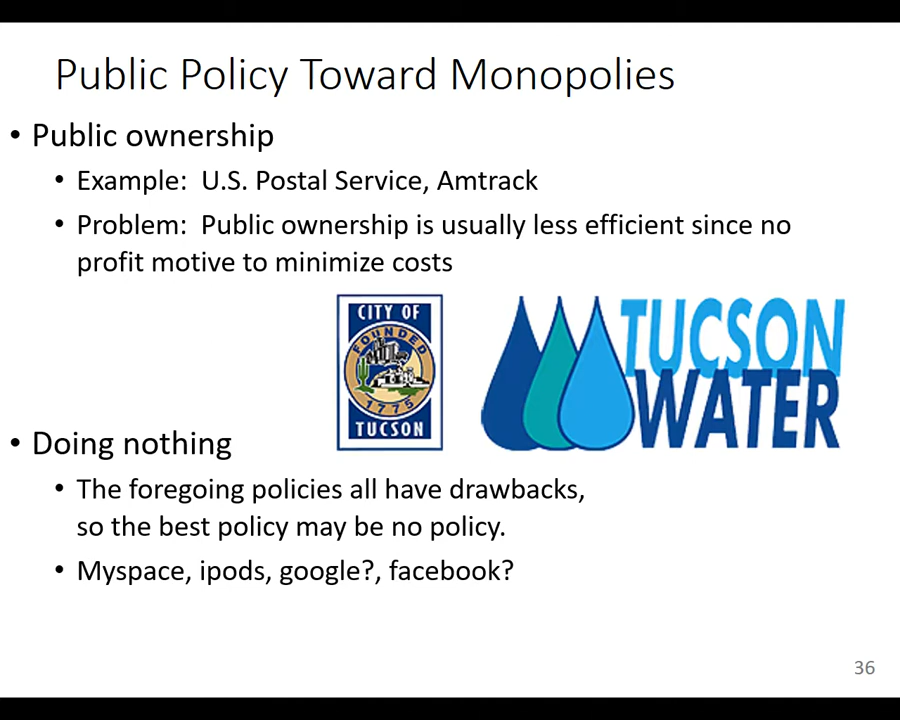 Public Policy Toward Monopolies
• Public ownership
• Example: U.S. Postal Service, Amtrack
• Problem: Public ownership is usually less efficient since no
profit motive to minimize costs
CITY OF
FOUNDED
1775
TUCSON
TUCSON
WATER
• Doing nothing
• The foregoing policies all have drawbacks,
so the best policy may be no policy.
• Myspace, ipods, google?, facebook?
36